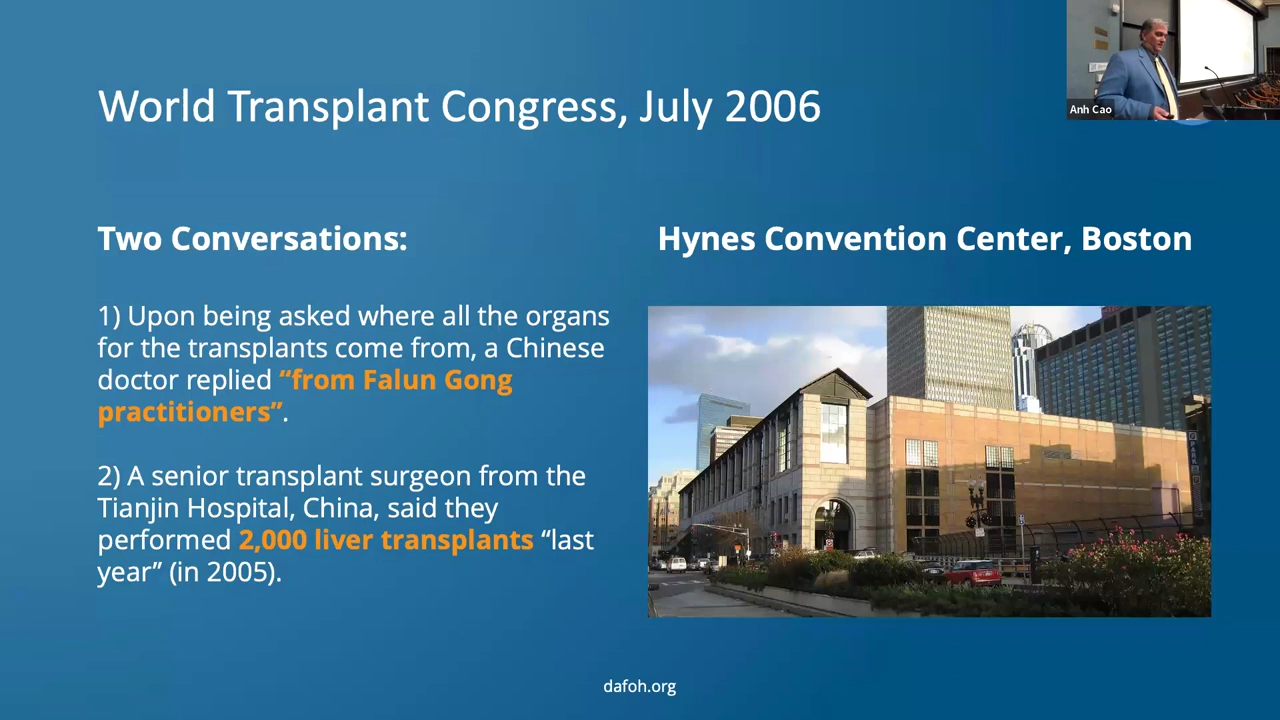 World Transplant Congress, July 2006
Anh Cao
Two Conversations:
1) Upon being asked where all the organs
for the transplants come from, a Chinese
doctor replied “from Falun Gong
practitioners”.
2) A senior transplant surgeon from the
Tianjin Hospital, China, said they
performed 2,000 liver transplants “last
year” (in 2005).
Hynes Convention Center, Boston
dafoh.org